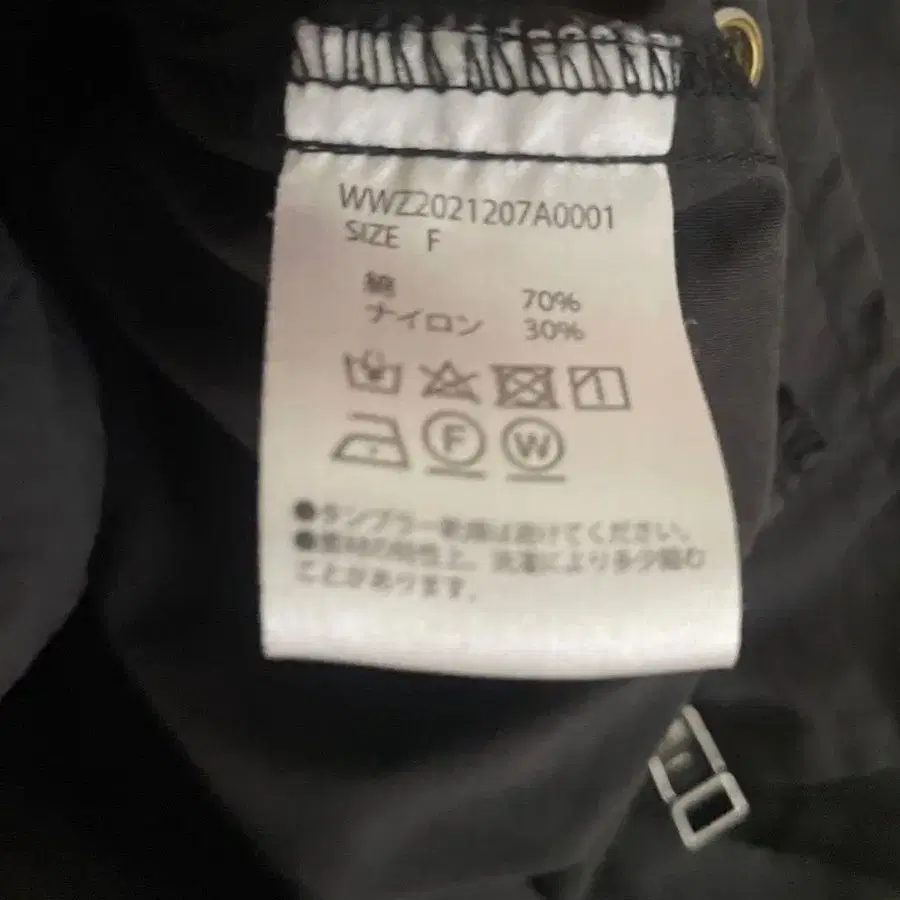 WWZ2021207A0001
SIZE F
綿 70%
ナイロン 30%
F W
●タンブラー乾燥は避けてください。
●素材の特性上、洗濯により多少縮む
ことがあります。